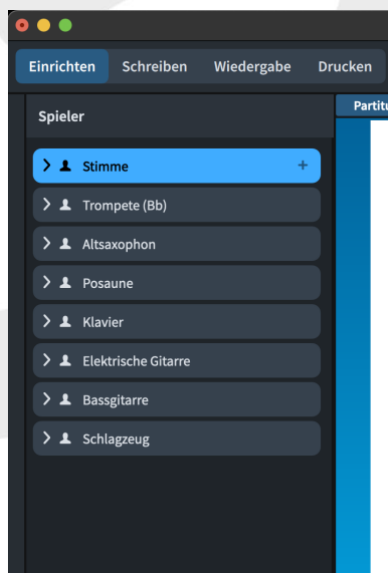 Einrichten Schreiben Wiedergabe Drucken
Spieler
Stimme +
Trompete (Bb)
Altsaxophon
Posaune
Klavier
Elektrische Gitarre
Bassgitarre
Schlagzeug